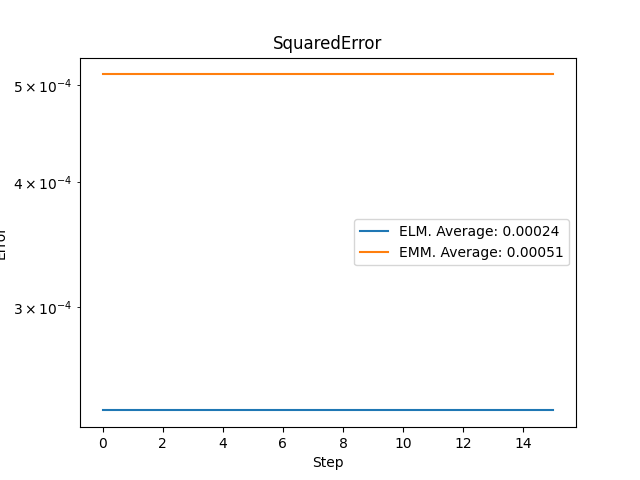 SquaredError
5 × 10⁻⁴
4 × 10⁻⁴
3 × 10⁻⁴
Error
ELM. Average: 0.00024
EMM. Average: 0.00051
0 2 4 6 8 10 12 14
Step